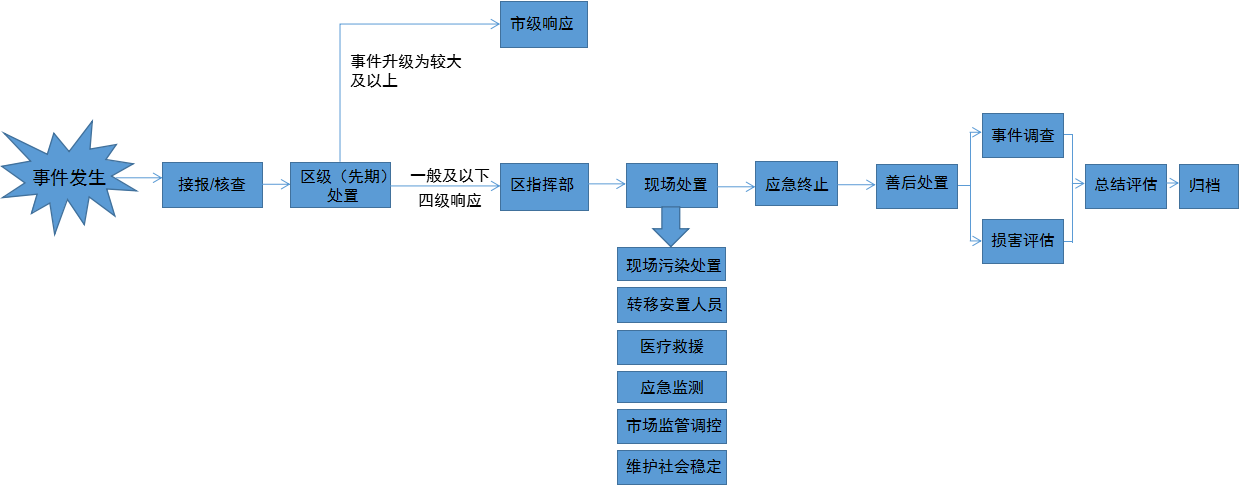 市级响应
事件升级为较大
及以上
事件发生
接报/核查
区级（先期）
处置
一般及以下
四级响应
区指挥部
现场处置
应急终止
善后处置
事件调查
损害评估
总结评估
归档
现场污染处置
转移安置人员
医疗救援
应急监测
市场监管调控
维护社会稳定